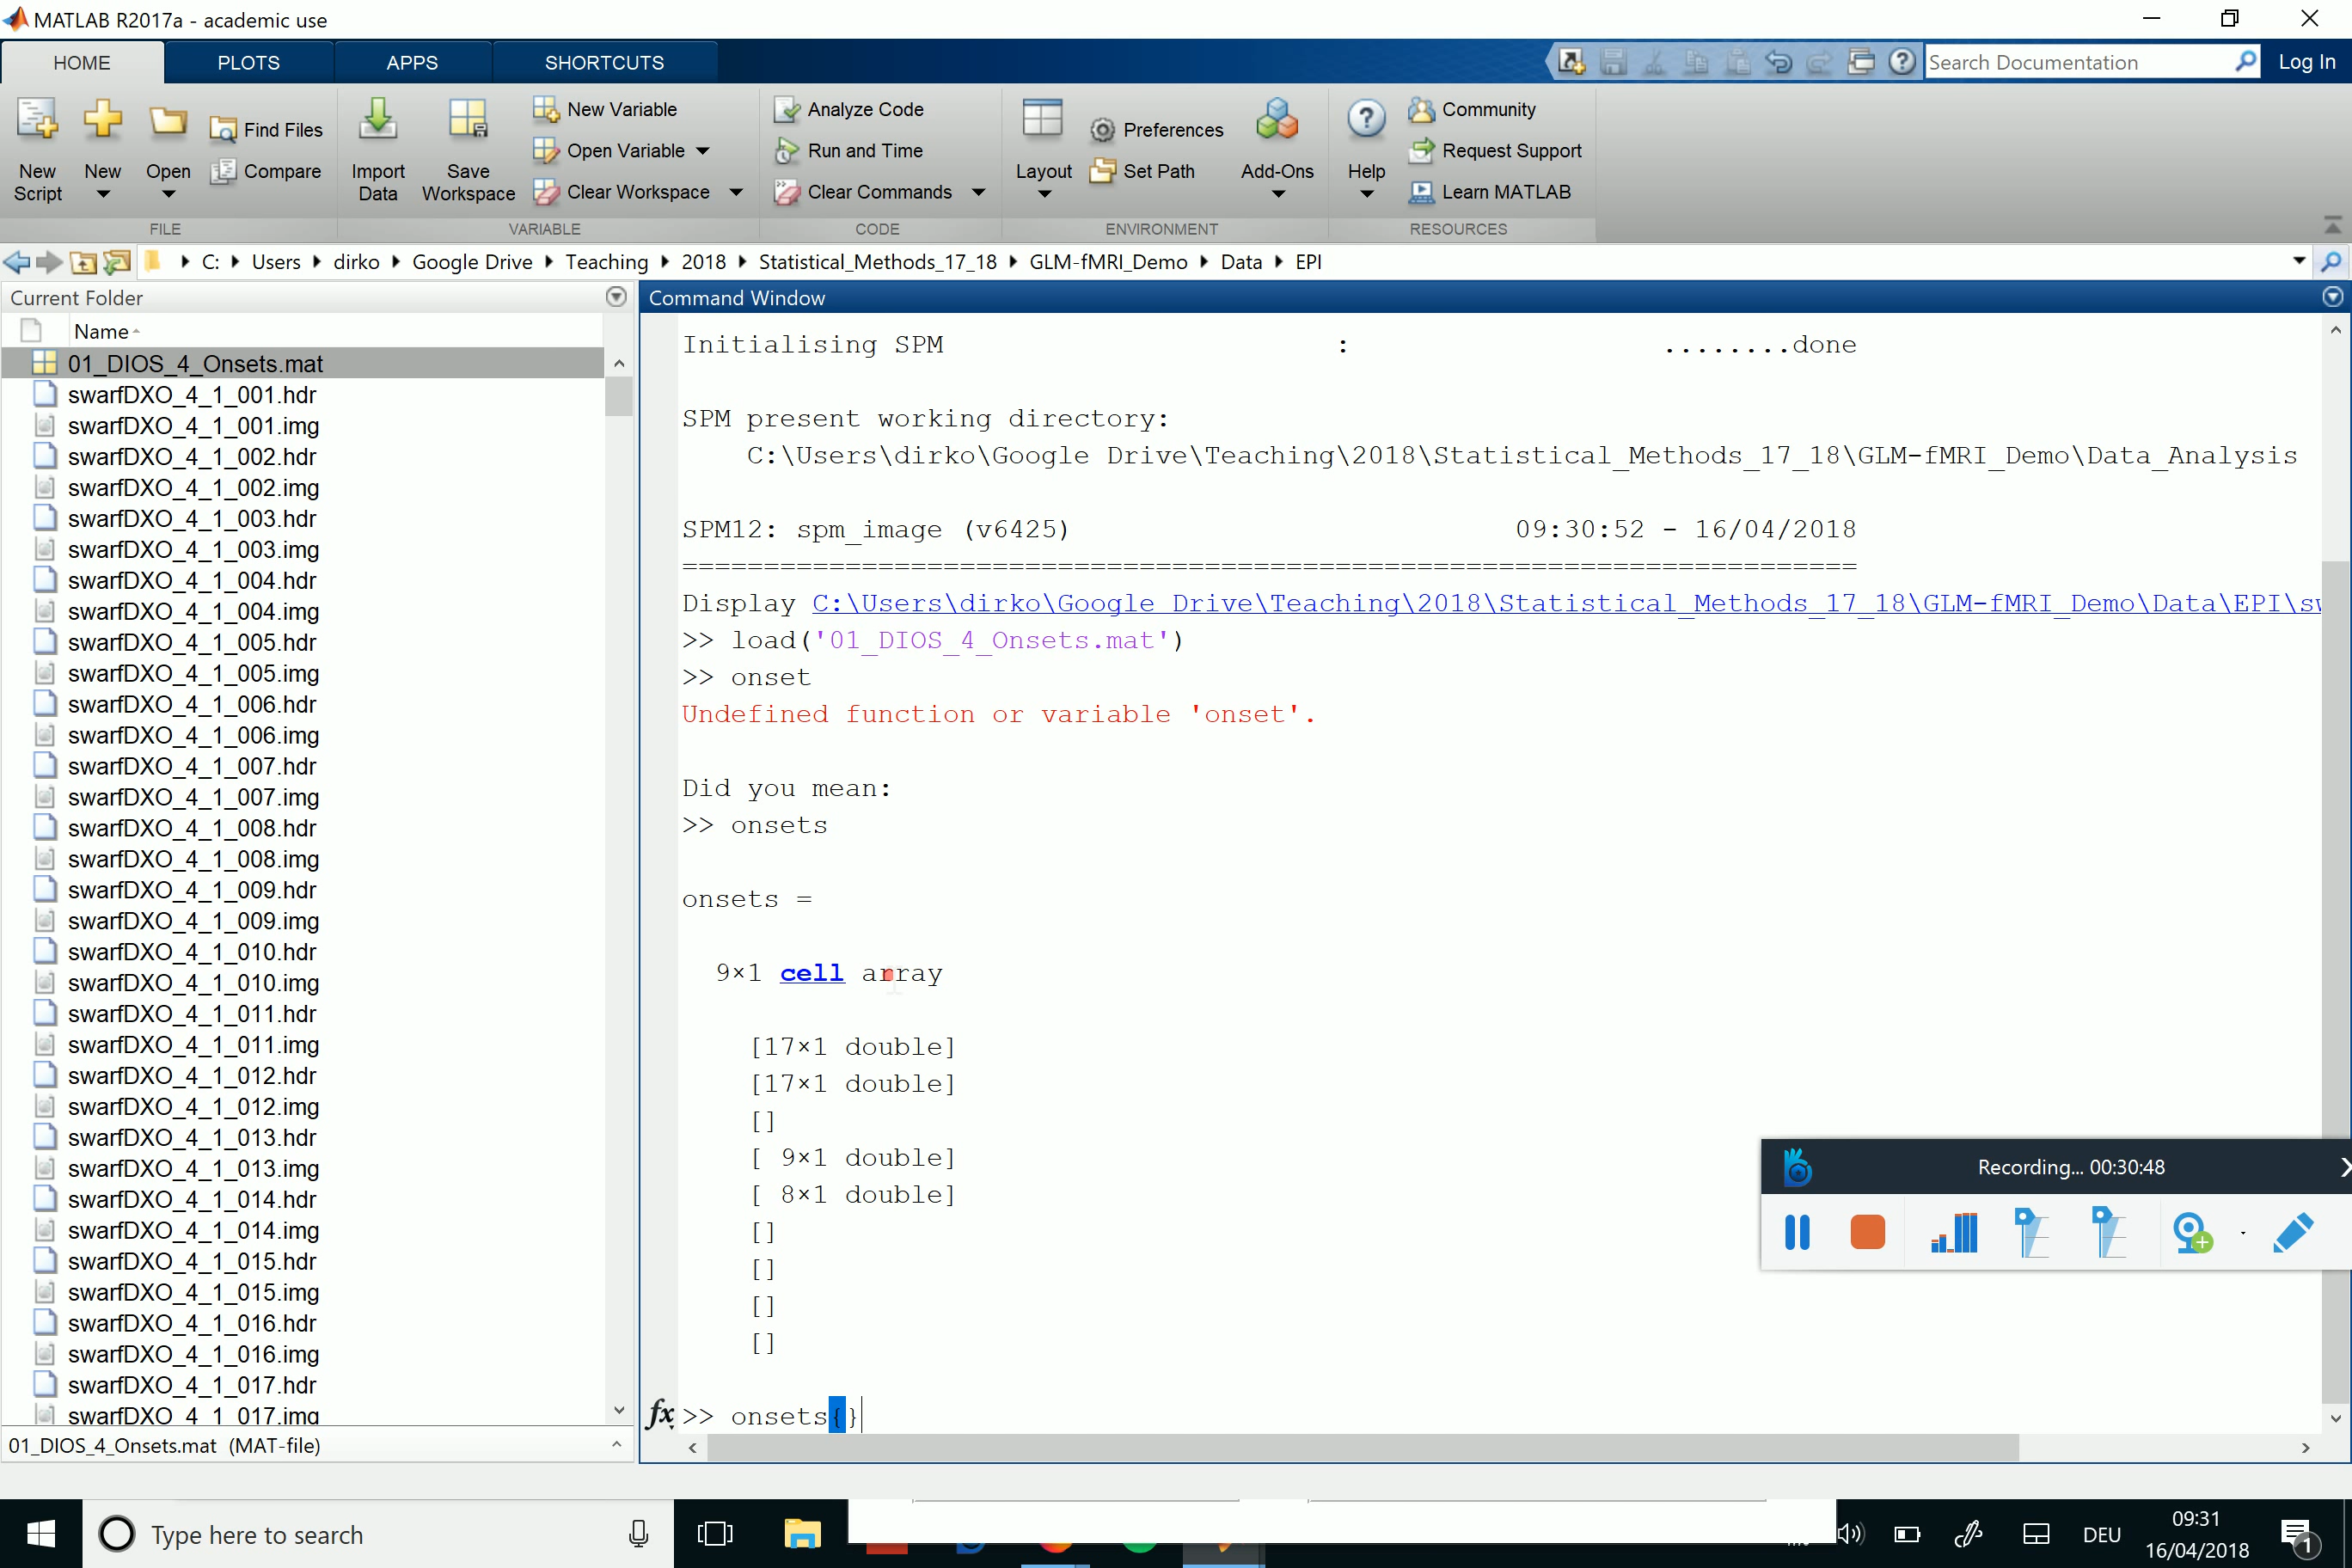 MATLAB R2017a - academic use
HOME PLOTS APPS SHORTCUTS
Search Documentation
Log In
New Script
New
Open
Find Files
Compare
Import Data
Save Workspace
New Variable
Open Variable
Clear Workspace
Analyze Code
Run and Time
Clear Commands
Layout
Preferences
Set Path
Add-Ons
Help
Community
Request Support
Learn MATLAB
FILE VARIABLE CODE ENVIRONMENT RESOURCES
C: Users dirko Google Drive Teaching 2018 Statistical_Methods_17_18 GLM-fMRI_Demo Data EPI
Current Folder
Name
01_DIOS_4_Onsets.mat
swarfDXO_4_1_001.hdr
swarfDXO_4_1_001.img
swarfDXO_4_1_002.hdr
swarfDXO_4_1_002.img
swarfDXO_4_1_003.hdr
swarfDXO_4_1_003.img
swarfDXO_4_1_004.hdr
swarfDXO_4_1_004.img
swarfDXO_4_1_005.hdr
swarfDXO_4_1_005.img
swarfDXO_4_1_006.hdr
swarfDXO_4_1_006.img
swarfDXO_4_1_007.hdr
swarfDXO_4_1_007.img
swarfDXO_4_1_008.hdr
swarfDXO_4_1_008.img
swarfDXO_4_1_009.hdr
swarfDXO_4_1_009.img
swarfDXO_4_1_010.hdr
swarfDXO_4_1_010.img
swarfDXO_4_1_011.hdr
swarfDXO_4_1_011.img
swarfDXO_4_1_012.hdr
swarfDXO_4_1_012.img
swarfDXO_4_1_013.hdr
swarfDXO_4_1_013.img
swarfDXO_4_1_014.hdr
swarfDXO_4_1_014.img
swarfDXO_4_1_015.hdr
swarfDXO_4_1_015.img
swarfDXO_4_1_016.hdr
swarfDXO_4_1_016.img
swarfDXO_4_1_017.hdr
swarfDXO_4_1_017.img
01_DIOS_4_Onsets.mat (MAT-file)
Command Window
Initialising SPM : ........done
SPM present working directory:
C:\Users\dirko\Google Drive\Teaching\2018\Statistical_Methods_17_18\GLM-fMRI_Demo\Data_Analysis
SPM12: spm_image (v6425) 09:30:52 - 16/04/2018
========================================================================
Display C:\Users\dirko\Google Drive\Teaching\2018\Statistical_Methods_17_18\GLM-fMRI_Demo\Data\EPI\sw
>> load('01_DIOS_4_Onsets.mat')
>> onset
Undefined function or variable 'onset'.
Did you mean:
>> onsets
onsets =
9×1 cell array
[17×1 double]
[17×1 double]
[]
[ 9×1 double]
[ 8×1 double]
[]
[]
[]
[]
fx >> onsets{}
Recording... 00:30:48
Type here to search
DEU
09:31
16/04/2018
1